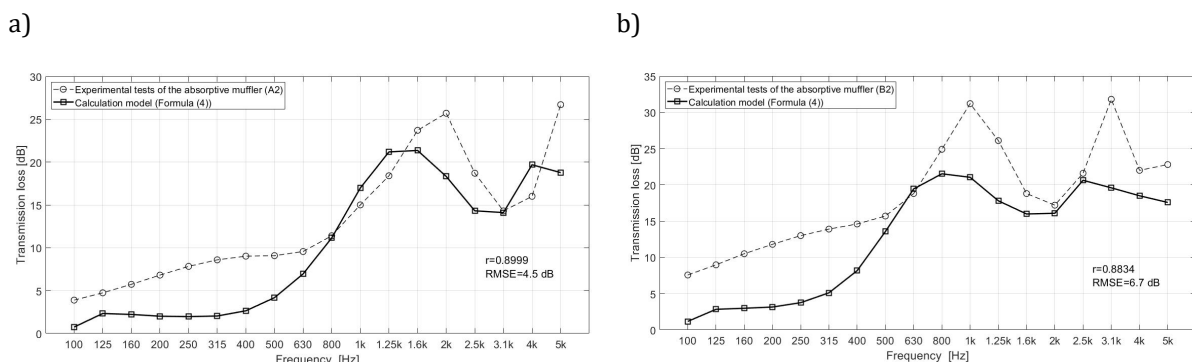 a)
b)
30
25
20
15
10
5
0
Transmission loss [dB]
Experimental tests of the absorptive muffler (A2)
Calculation model (Formula (4))
r=0.8999
RMSE=4.5 dB
100 125 160 200 250 315 400 500 630 800 1k 1.25k 1.6k 2k 2.5k 3.1k 4k 5k
Frequency [Hz]
35
30
25
20
15
10
5
0
Transmission loss [dB]
Experimental tests of the absorptive muffler (B2)
Calculation model (Formula (4))
r=0.8834
RMSE=6.7 dB
100 125 160 200 250 315 400 500 630 800 1k 1.25k 1.6k 2k 2.5k 3.1k 4k 5k
Frequency [Hz]